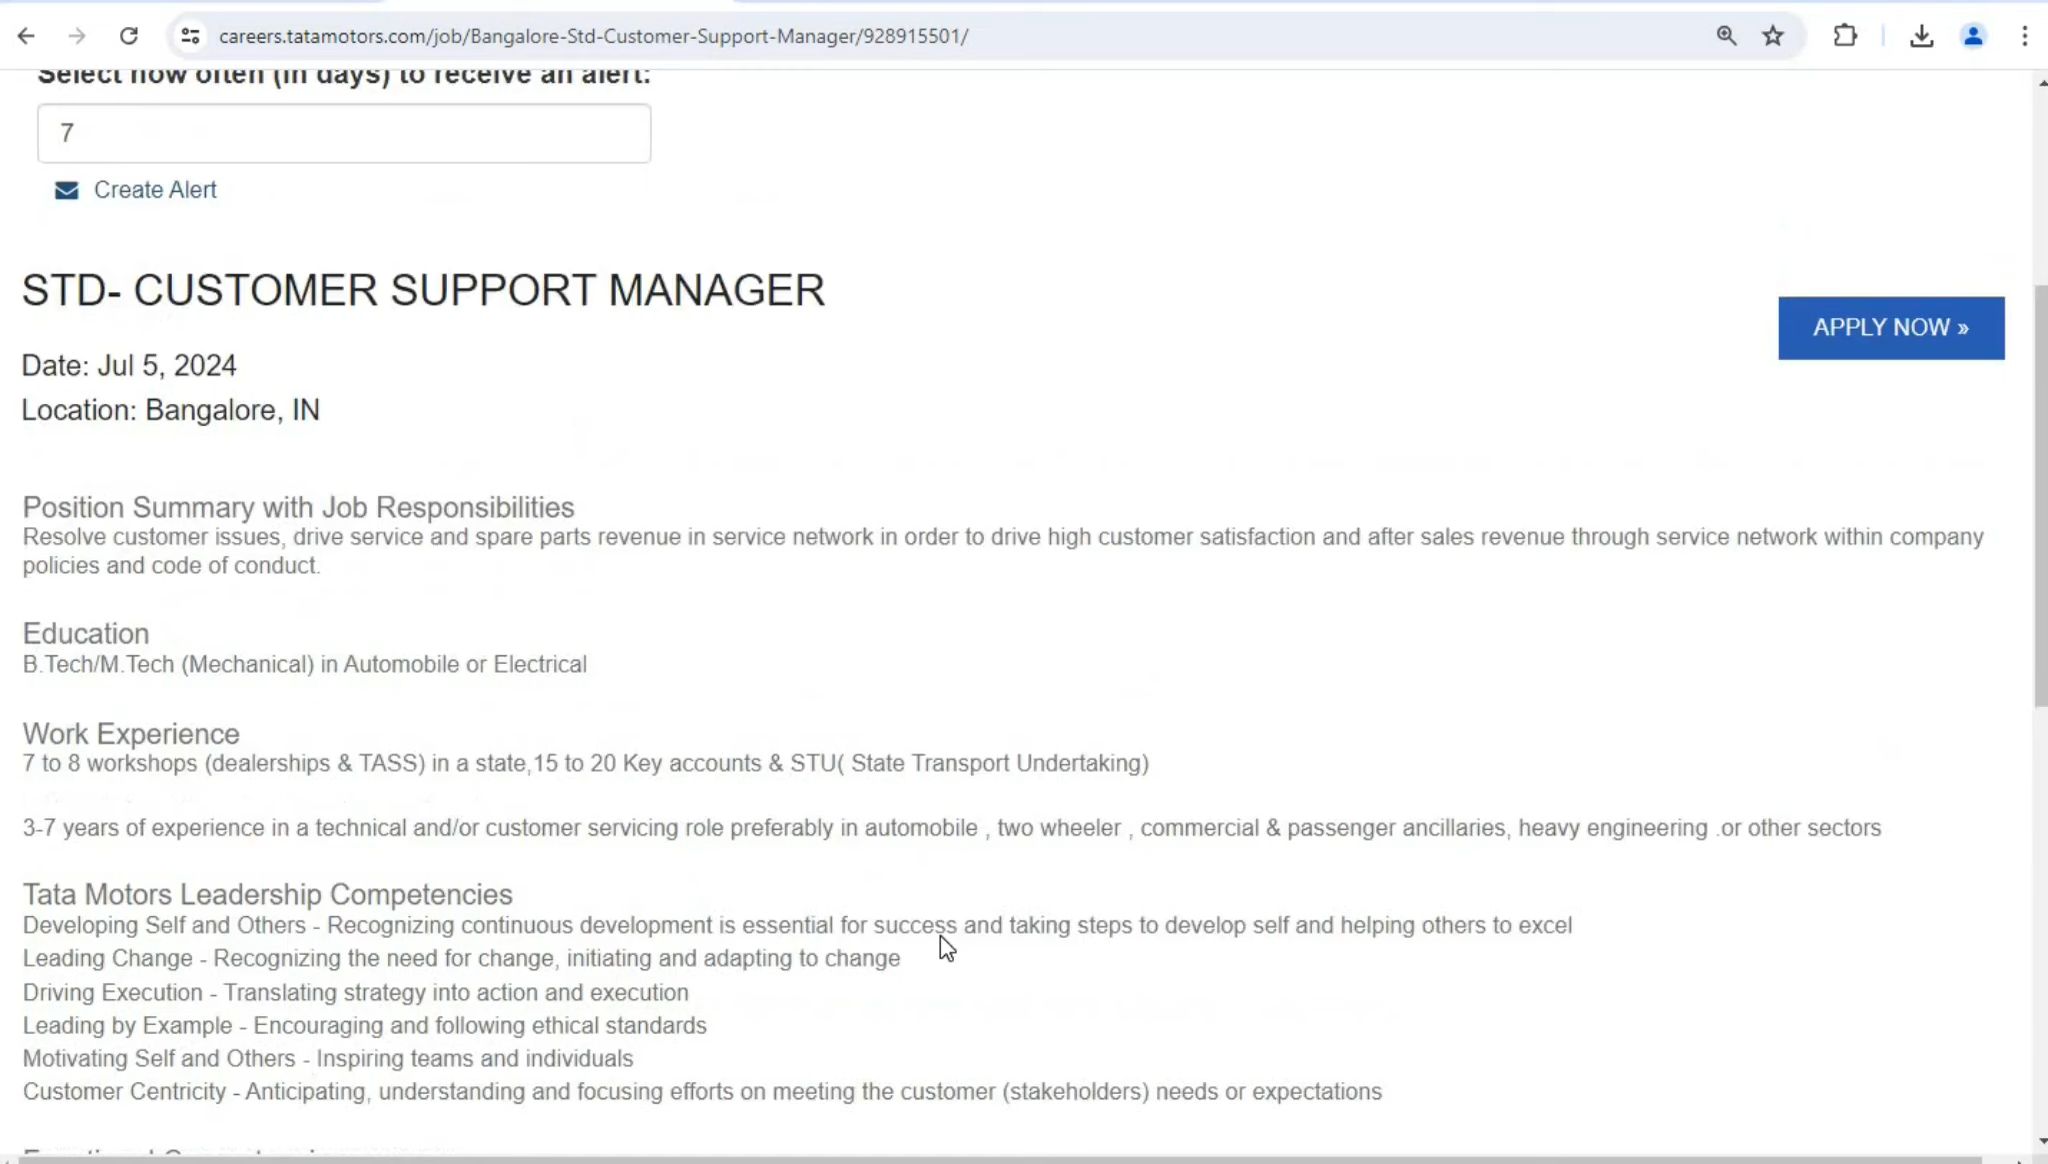 careers.tatamotors.com/job/Bangalore-Std-Customer-Support-Manager/928915501/
Select how often (in days) to receive an alert:
7
Create Alert
STD- CUSTOMER SUPPORT MANAGER
APPLY NOW »
Date: Jul 5, 2024
Location: Bangalore, IN
Position Summary with Job Responsibilities
Resolve customer issues, drive service and spare parts revenue in service network in order to drive high customer satisfaction and after sales revenue through service network within company
policies and code of conduct.
Education
B.Tech/M.Tech (Mechanical) in Automobile or Electrical
Work Experience
7 to 8 workshops (dealerships & TASS) in a state,15 to 20 Key accounts & STU( State Transport Undertaking)
3-7 years of experience in a technical and/or customer servicing role preferably in automobile , two wheeler , commercial & passenger ancillaries, heavy engineering .or other sectors
Tata Motors Leadership Competencies
Developing Self and Others - Recognizing continuous development is essential for success and taking steps to develop self and helping others to excel
Leading Change - Recognizing the need for change, initiating and adapting to change
Driving Execution - Translating strategy into action and execution
Leading by Example - Encouraging and following ethical standards
Motivating Self and Others - Inspiring teams and individuals
Customer Centricity - Anticipating, understanding and focusing efforts on meeting the customer (stakeholders) needs or expectations